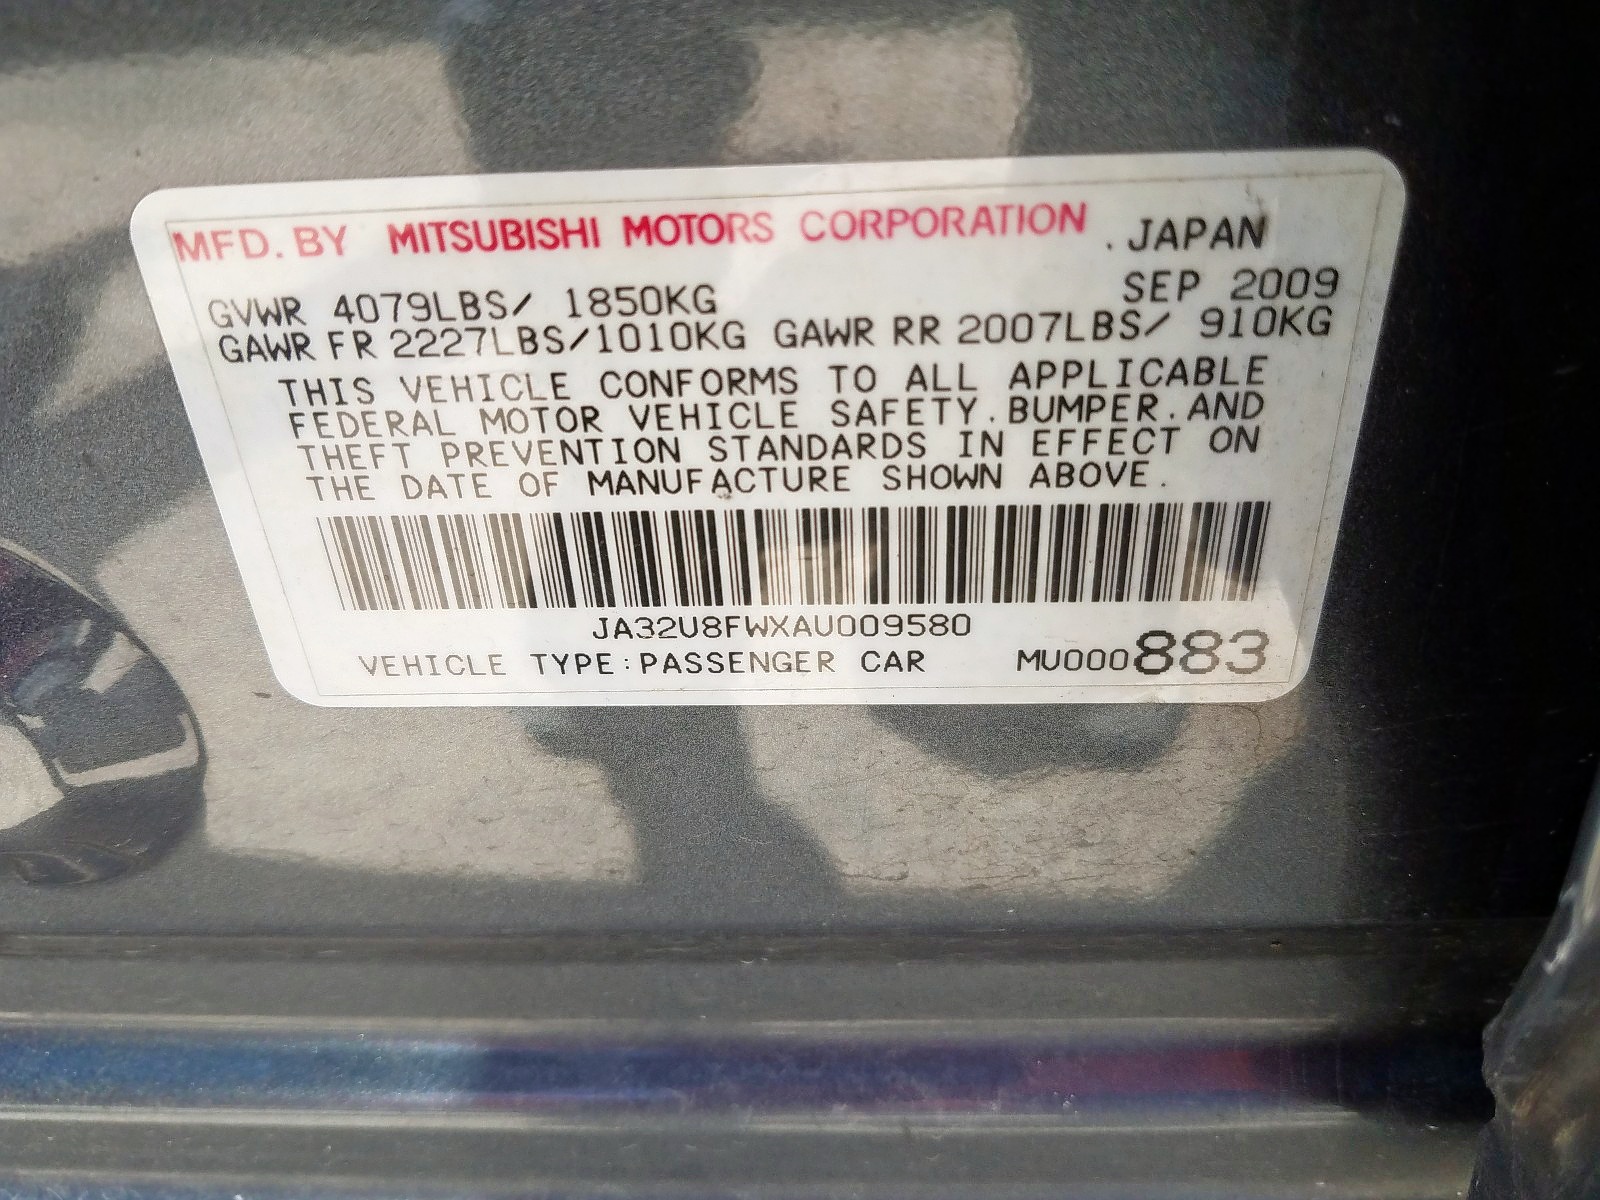 MFD. BY MITSUBISHI MOTORS CORPORATION . JAPAN
GVWR 4079LBS/ 1850KG SEP 2009
GAWR FR 2227LBS/1010KG GAWR RR 2007LBS/ 910KG
THIS VEHICLE CONFORMS TO ALL APPLICABLE
FEDERAL MOTOR VEHICLE SAFETY.BUMPER.AND
THEFT PREVENTION STANDARDS IN EFFECT ON
THE DATE OF MANUFACTURE SHOWN ABOVE.
JA32U8FWXAU009580
VEHICLE TYPE:PASSENGER CAR MU000883